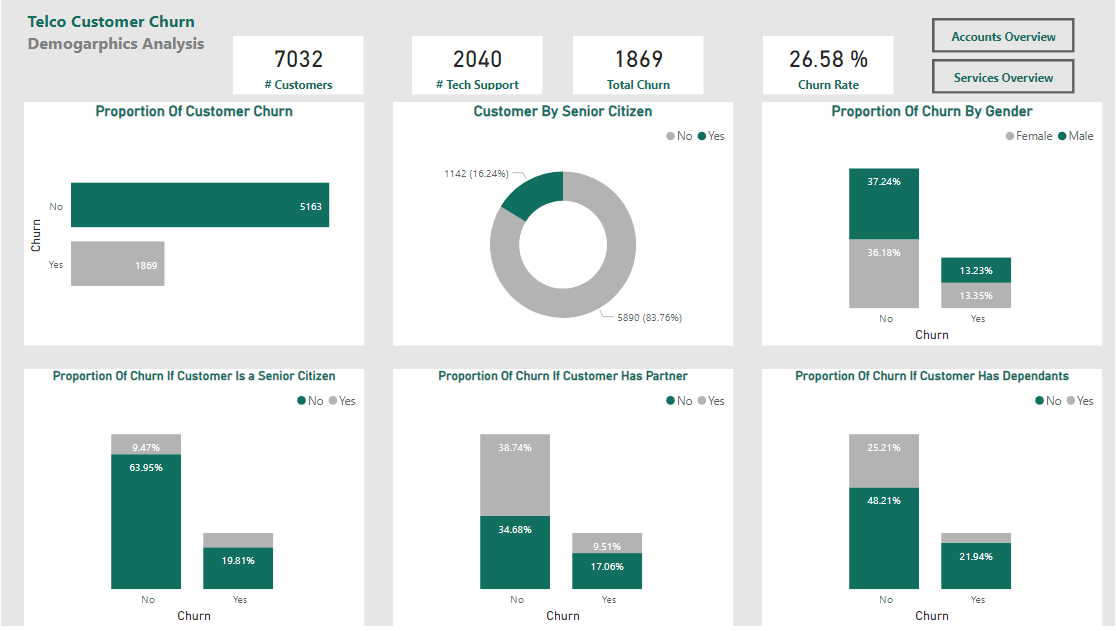 Telco Customer Churn
Demogarphics Analysis
7032
# Customers
2040
# Tech Support
1869
Total Churn
26.58 %
Churn Rate
Accounts Overview
Services Overview
Proportion Of Customer Churn
Churn
No
5163
Yes
1869
Customer By Senior Citizen
No Yes
1142 (16.24%)
5890 (83.76%)
Proportion Of Churn By Gender
Female Male
37.24%
36.18%
13.23%
13.35%
No Yes
Churn
Proportion Of Churn If Customer Is a Senior Citizen
No Yes
9.47%
63.95%
19.81%
No Yes
Churn
Proportion Of Churn If Customer Has Partner
No Yes
38.74%
34.68%
9.51%
17.06%
No Yes
Churn
Proportion Of Churn If Customer Has Dependants
No Yes
25.21%
48.21%
21.94%
No Yes
Churn